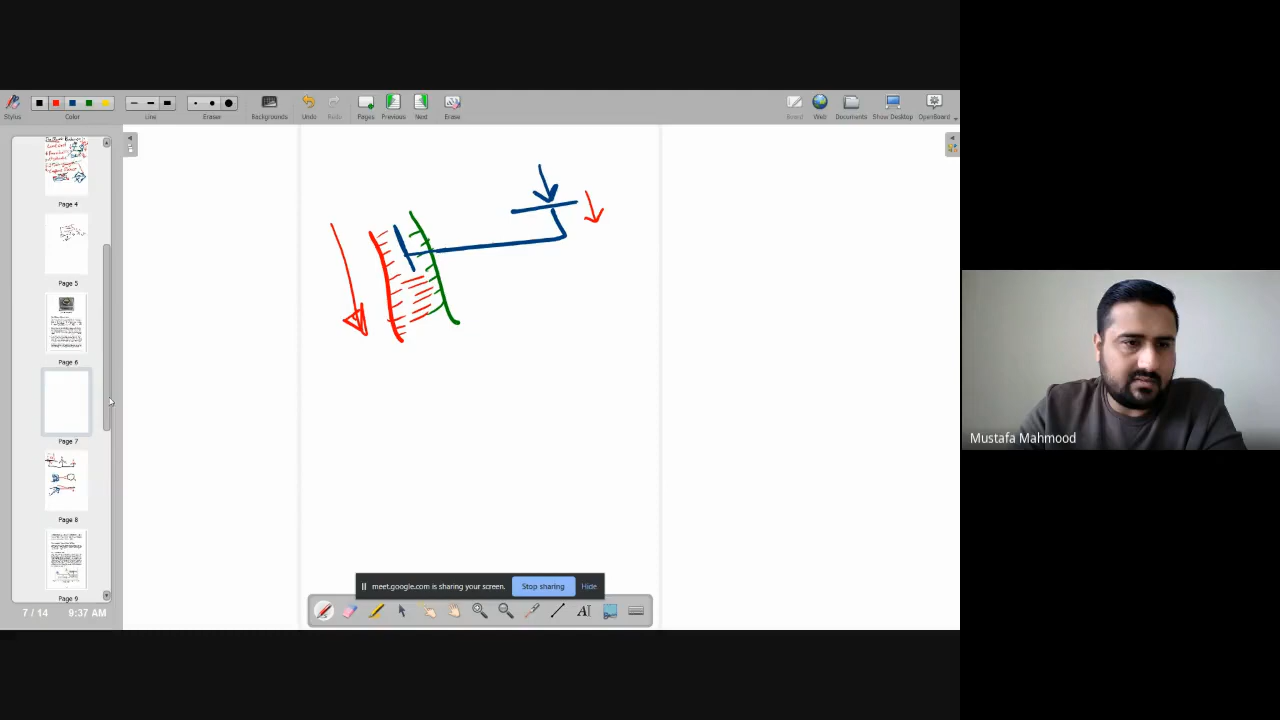 Stylus
Color
Line
Eraser
Backgrounds
Undo
Redo
Pages
Previous
Next
Erase
Board
Web
Documents
Show Desktop
OpenBoard
Page 4
Page 5
Page 6
Page 7
Page 8
Page 9
7 / 14 9:37 AM
meet.google.com is sharing your screen.
Stop sharing
Hide
AI
Mustafa Mahmood